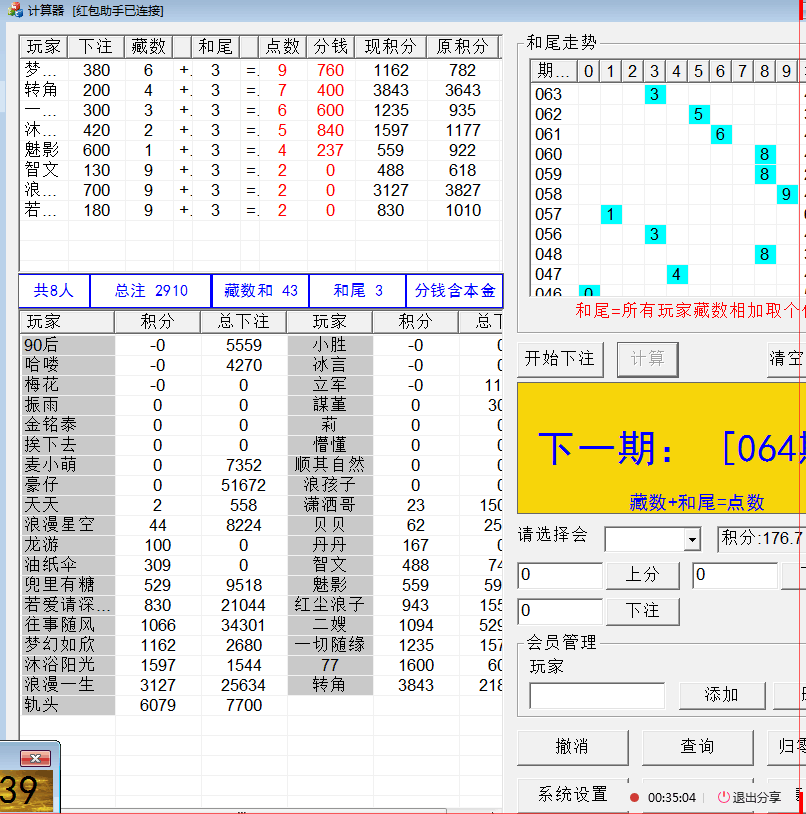 计算器 [红包助手已连接]
玩家 下注 藏数 和尾 点数 分钱 现积分 原积分
梦... 380 6 +. 3 =. 9 760 1162 782
转角 200 4 +. 3 =. 7 400 3843 3643
一... 300 3 +. 3 =. 6 600 1235 935
沐... 420 2 +. 3 =. 5 840 1597 1177
魅影 600 1 +. 3 =. 4 237 559 922
智文 130 9 +. 3 =. 2 0 488 618
浪... 700 9 +. 3 =. 2 0 3127 3827
若... 180 9 +. 3 =. 2 0 830 1010
共8人 总注 2910 藏数和 43 和尾 3 分钱含本金
玩家 积分 总下注 玩家 积分 总下
90后 -0 5559 小胜 -0
哈喽 -0 4270 冰言 -0
梅花 -0 0 立军 -0 11
振雨 0 0 謀董 0 30
金铭泰 0 0 莉 0
挨下去 0 0 懵懂 0
麦小萌 0 7352 顺其自然 0
豪仔 0 51672 浪孩子 0
天天 2 558 潇洒哥 23 150
浪漫星空 44 8224 贝贝 62 25
龙游 100 0 丹丹 167
油纸伞 309 0 智文 488 74
兜里有糖 529 9518 魅影 559 59
若爱请深... 830 21044 红尘浪子 943 155
往事随风 1066 34301 二嫂 1094 529
梦幻如欣 1162 2680 一切随缘 1235 157
沐浴阳光 1597 1544 77 1600 60
浪漫一生 3127 25634 转角 3843 218
轨头 6079 7700
39
和尾走势
期... 0 1 2 3 4 5 6 7 8 9
063 3
062 5
061 6
060 8
059 8
058 9
057 1
056 3
048 8
047 4
046 0
和尾=所有玩家藏数相加取个
开始下注 计算 清空
下一期： [064期
藏数+和尾=点数
请选择会 积分:176.7
0 上分 0
0 下注
会员管理
玩家
添加
撤消 查询 归零
系统设置 00:35:04 退出分享